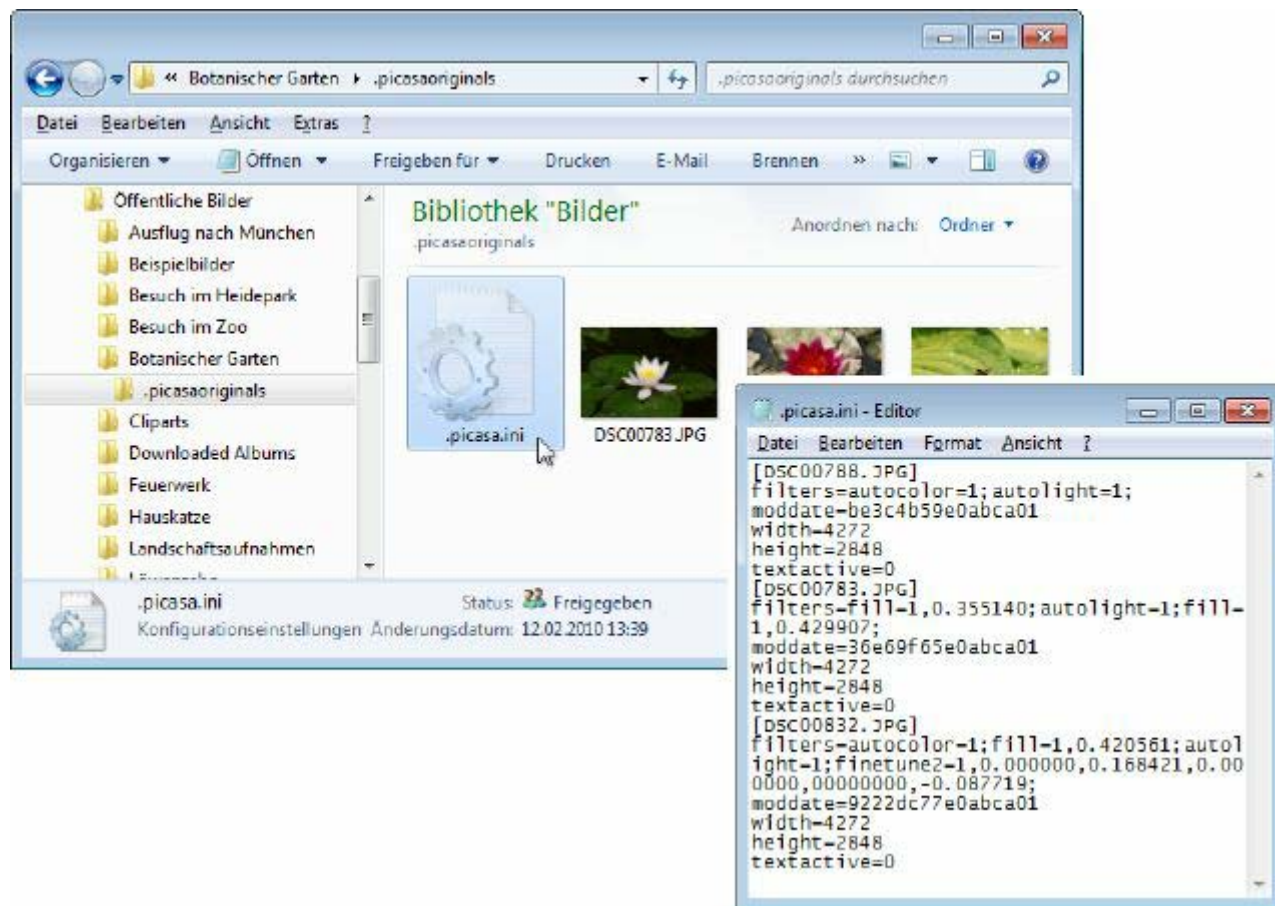 « Botanischer Garten ▸ .picasaoriginals
.picasaoriginals durchsuchen
Datei Bearbeiten Ansicht Extras ?
Organisieren Öffnen Freigeben für Drucken E-Mail Brennen »
Öffentliche Bilder
Ausflug nach München
Beispielbilder
Besuch im Heidepark
Besuch im Zoo
Botanischer Garten
.picasaoriginals
Cliparts
Downloaded Albums
Feuerwerk
Hauskatze
Landschaftsaufnahmen
Bibliothek "Bilder"
.picasaoriginals
Anordnen nach: Ordner
.picasa.ini
DSC00783.JPG
.picasa.ini
Status: Freigegeben
Konfigurationseinstellungen Änderungsdatum: 12.02.2010 13:39
.picasa.ini - Editor
Datei Bearbeiten Format Ansicht ?
[DSC00788.JPG]
filters=autocolor=1;autolight=1;
moddate=be3c4b59e0abca01
width=4272
height=2848
textactive=0
[DSC00783.JPG]
filters=fill=1,0.355140;autolight=1;fill=
1,0.429907;
moddate=36e69f65e0abca01
width=4272
height=2848
textactive=0
[DSC00832.JPG]
filters=autocolor=1;fill=1,0.420561;autol
ight=1;finetune2=1,0.000000,0.168421,0.00
0000,00000000,-0.087719;
moddate=9222dc77e0abca01
width=4272
height=2848
textactive=0